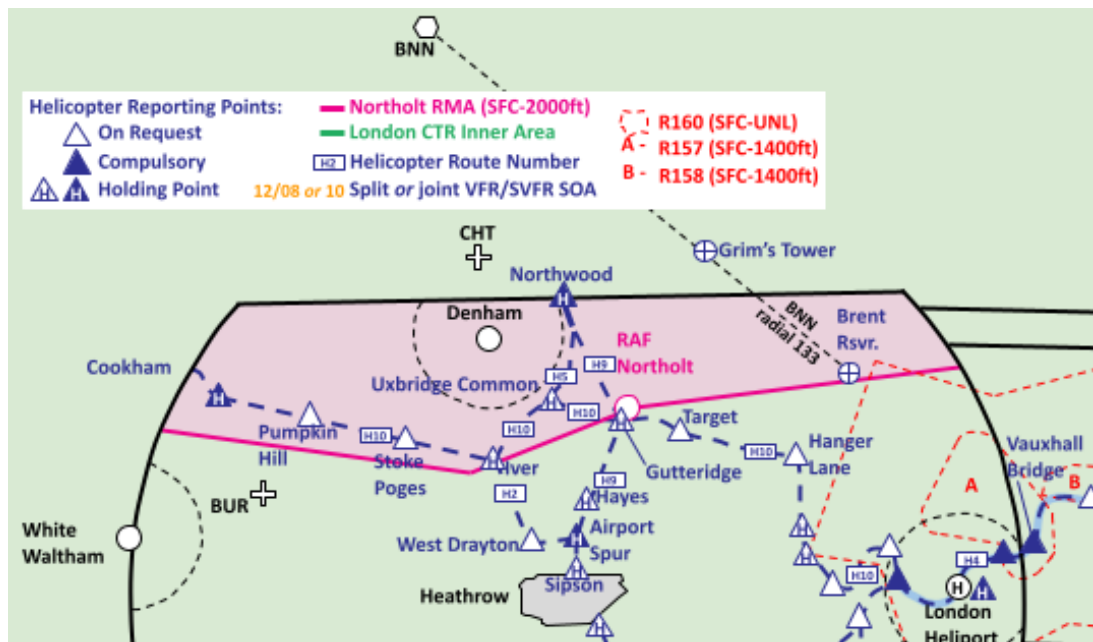 BNN
Helicopter Reporting Points:
On Request
Compulsory
H H Holding Point
Northolt RMA (SFC-2000ft)
London CTR Inner Area
H2 Helicopter Route Number
12/08 or 10 Split or joint VFR/SVFR SOA
R160 (SFC-UNL)
A - R157 (SFC-1400ft)
B - R158 (SFC-1400ft)
CHT
Grim's Tower
Northwood
H
Denham
BNN
radial 133
Brent
Rsvr.
RAF
Northolt
Cookham
H
Uxbridge Common
H5
H9
H
H10
H10
H
Pumpkin
Hill
H10
Stoke
Poges
H
Iver
Target
Gutteridge
H10
Hanger
Lane
Vauxhall
Bridge
A
B
BUR
H2
H9
H
Hayes
White
Waltham
West Drayton
H
Airport
Spur
H
H
H
Sipson
Heathrow
H10
H4
H
H
London
Heliport
H